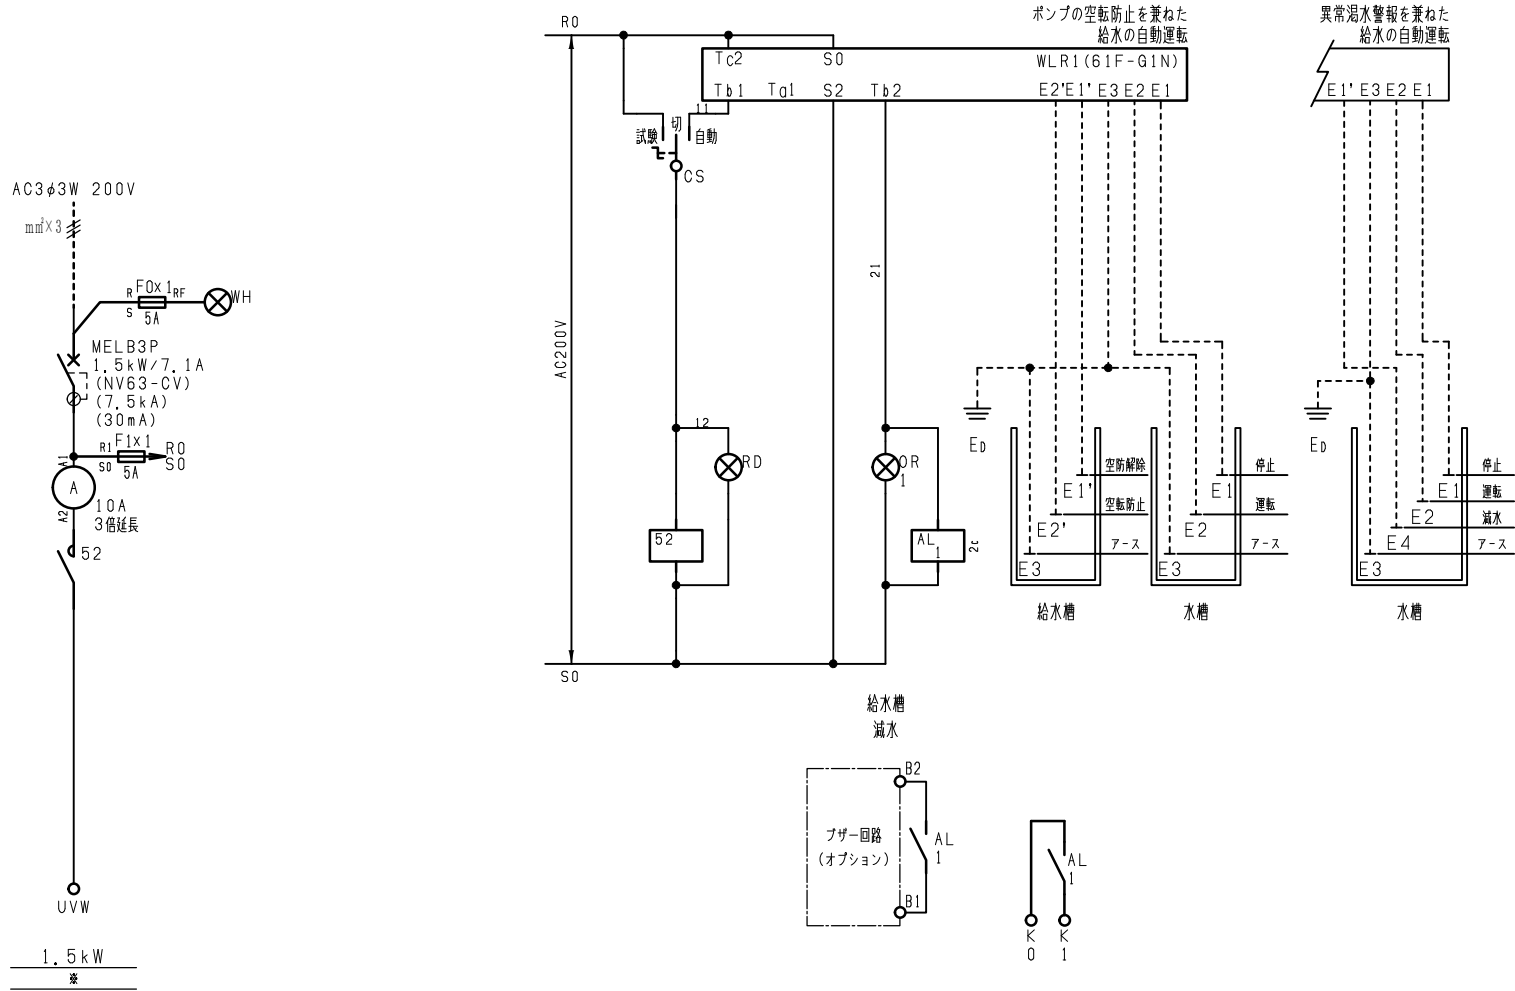 AC3φ3W 200V
mm²×3
R
S
F0×1
RF
5A
WH
MELB3P
1.5kW/7.1A
(NV63-CV)
(7.5kA)
(30mA)
R1
S0
F1×1
5A
R0
S0
A1
A
A2
10A
3倍延長
52
UVW
1.5kW
※
R0
AC200V
S0
Tc2
S0
WLR1(61F-G1N)
Tb1
Ta1
S2
Tb2
E2'
E1'
E3
E2
E1
11
試験
切
自動
CS
12
RD
52
21
OR
1
AL
1
2c
ポンプの空転防止を兼ねた
給水の自動運転
ED
空防解除
E1'
空転防止
E2'
アース
E3
給水槽
停止
E1
運転
E2
アース
E3
水槽
異常渇水警報を兼ねた
給水の自動運転
E1'
E3
E2
E1
ED
停止
E1
運転
E2
減水
E4
アース
E3
水槽
給水槽
減水
B2
ブザー回路
(オプション)
AL
1
B1
AL
1
K
0
K
1